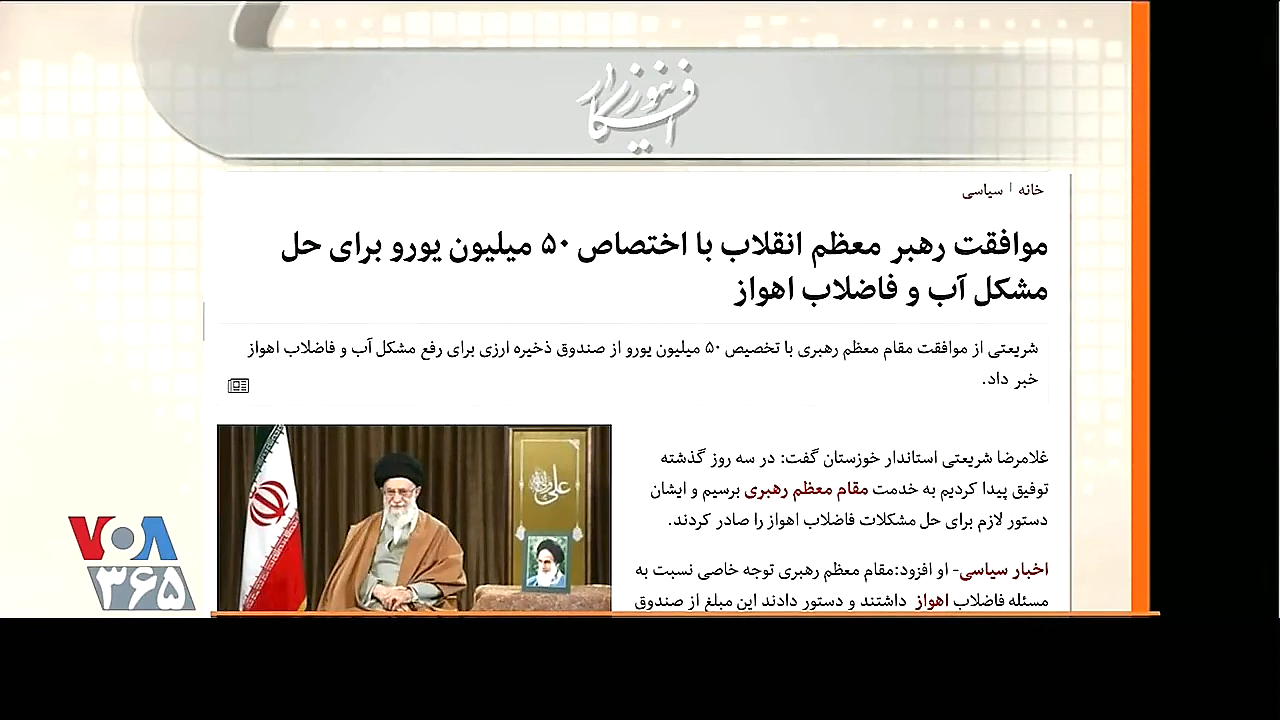 افکار نیوز
خانه | سیاسی
موافقت رهبر معظم انقلاب با اختصاص ۵۰ میلیون یورو برای حل
مشکل آب و فاضلاب اهواز
شریعتی از موافقت مقام معظم رهبری با تخصیص ۵۰ میلیون یورو از صندوق ذخیره ارزی برای رفع مشکل آب و فاضلاب اهواز
خبر داد.
غلامرضا شریعتی استاندار خوزستان گفت: در سه روز گذشته
توفیق پیدا کردیم به خدمت مقام معظم رهبری برسیم و ایشان
دستور لازم برای حل مشکلات فاضلاب اهواز را صادر کردند.
اخبار سیاسی- او افزود:مقام معظم رهبری توجه خاصی نسبت به
مسئله فاضلاب اهواز داشتند و دستور دادند این مبلغ از صندوق
VOA
۳۶۵